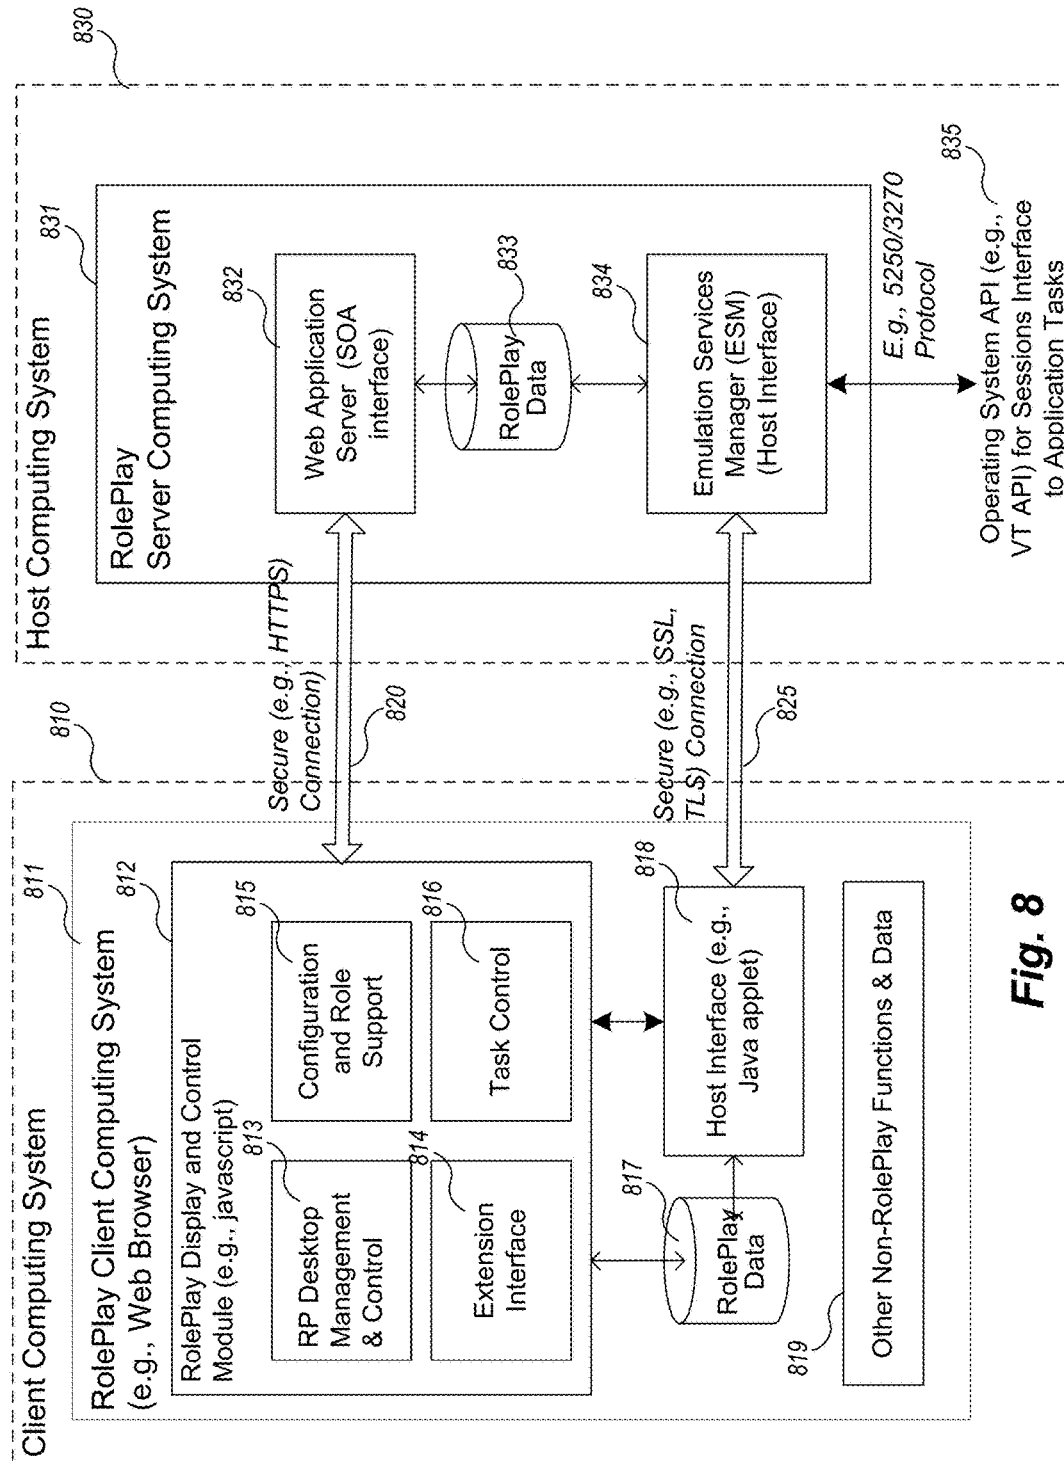 Client Computing System
810
811
RolePlay Client Computing System
(e.g., Web Browser)
812
RolePlay Display and Control
Module (e.g., javascript)
813
RP Desktop
Management
& Control
815
Configuration
and Role
Support
814
Extension
Interface
816
Task Control
817
RolePlay
Data
818
Host Interface (e.g.,
Java applet)
819
Other Non-RolePlay Functions & Data
Secure (e.g., HTTPS)
Connection)
820
Secure (e.g., SSL,
TLS) Connection
825
Host Computing System
830
831
RolePlay
Server Computing System
832
Web Application
Server (SOA
interface)
833
RolePlay
Data
834
Emulation Services
Manager (ESM)
(Host Interface)
E.g., 5250/3270
Protocol
835
Operating System API (e.g.,
VT API) for Sessions Interface
to Application Tasks
Fig. 8